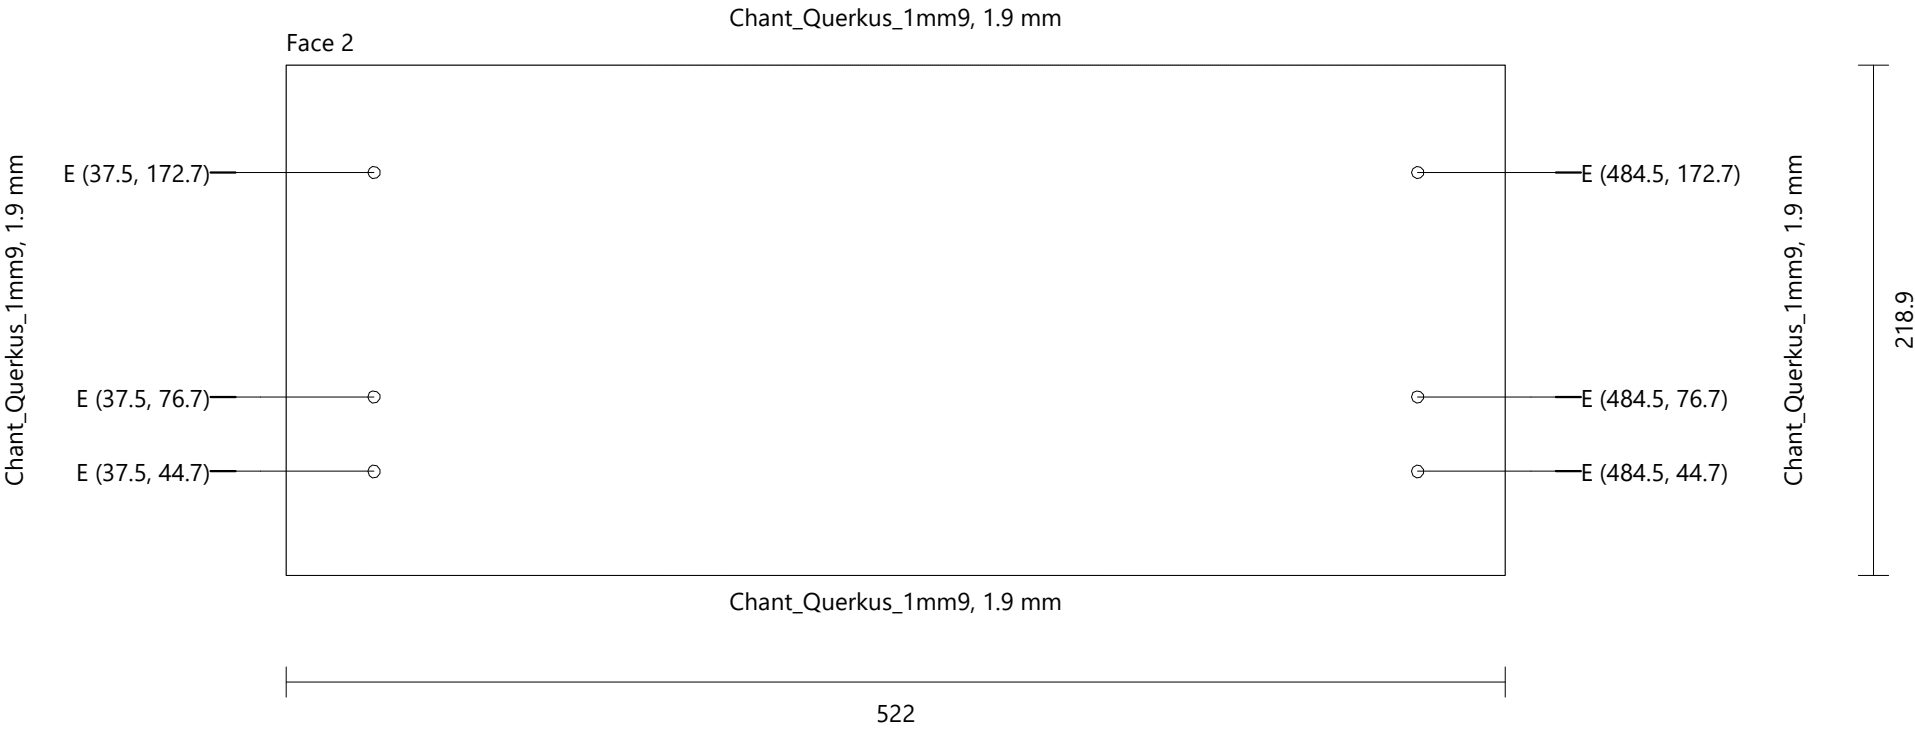 Chant_Querkus_1mm9, 1.9 mm
Face 2
Chant_Querkus_1mm9, 1.9 mm
E (37.5, 172.7)
E (484.5, 172.7)
Chant_Querkus_1mm9, 1.9 mm
218.9
E (37.5, 76.7)
E (484.5, 76.7)
E (37.5, 44.7)
E (484.5, 44.7)
Chant_Querkus_1mm9, 1.9 mm
522